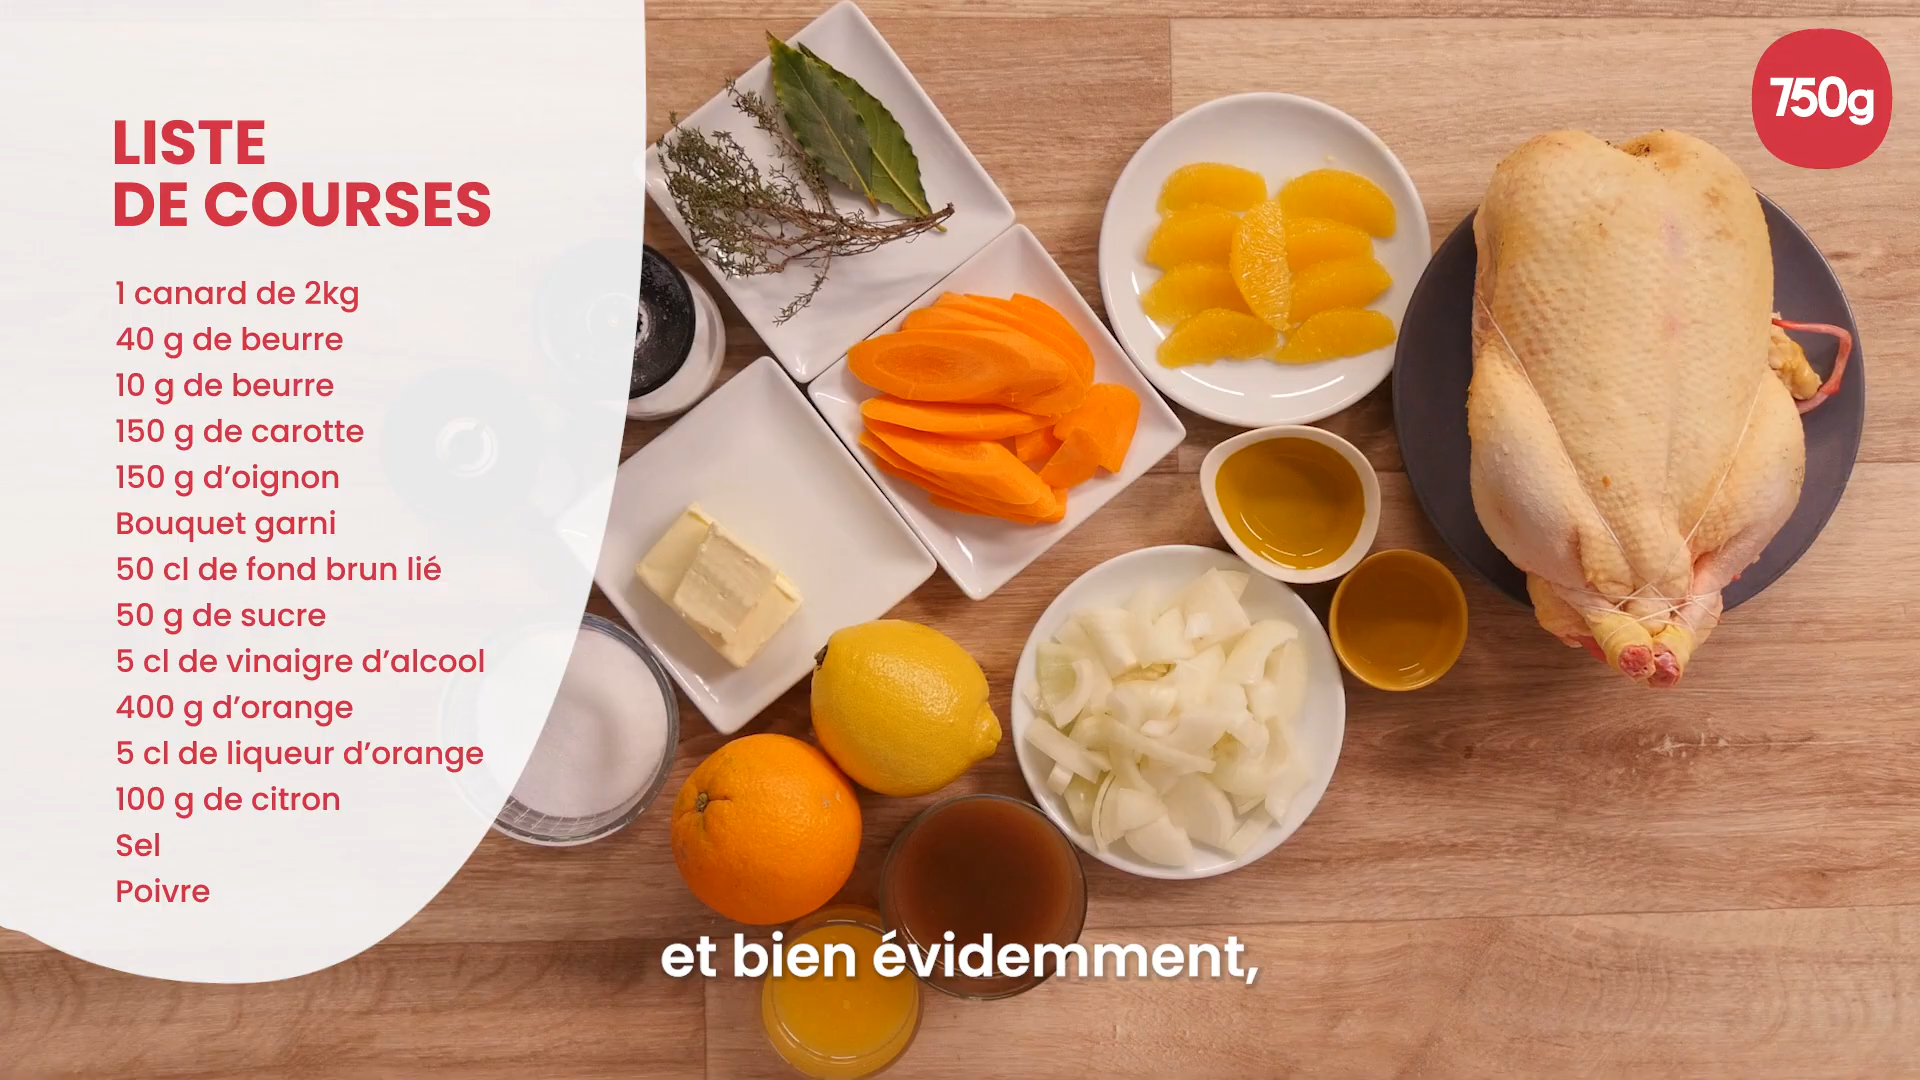 LISTE
DE COURSES
1 canard de 2kg
40 g de beurre
10 g de beurre
150 g de carotte
150 g d’oignon
Bouquet garni
50 cl de fond brun lié
50 g de sucre
5 cl de vinaigre d’alcool
400 g d’orange
5 cl de liqueur d’orange
100 g de citron
Sel
Poivre
750g
et bien évidemment,